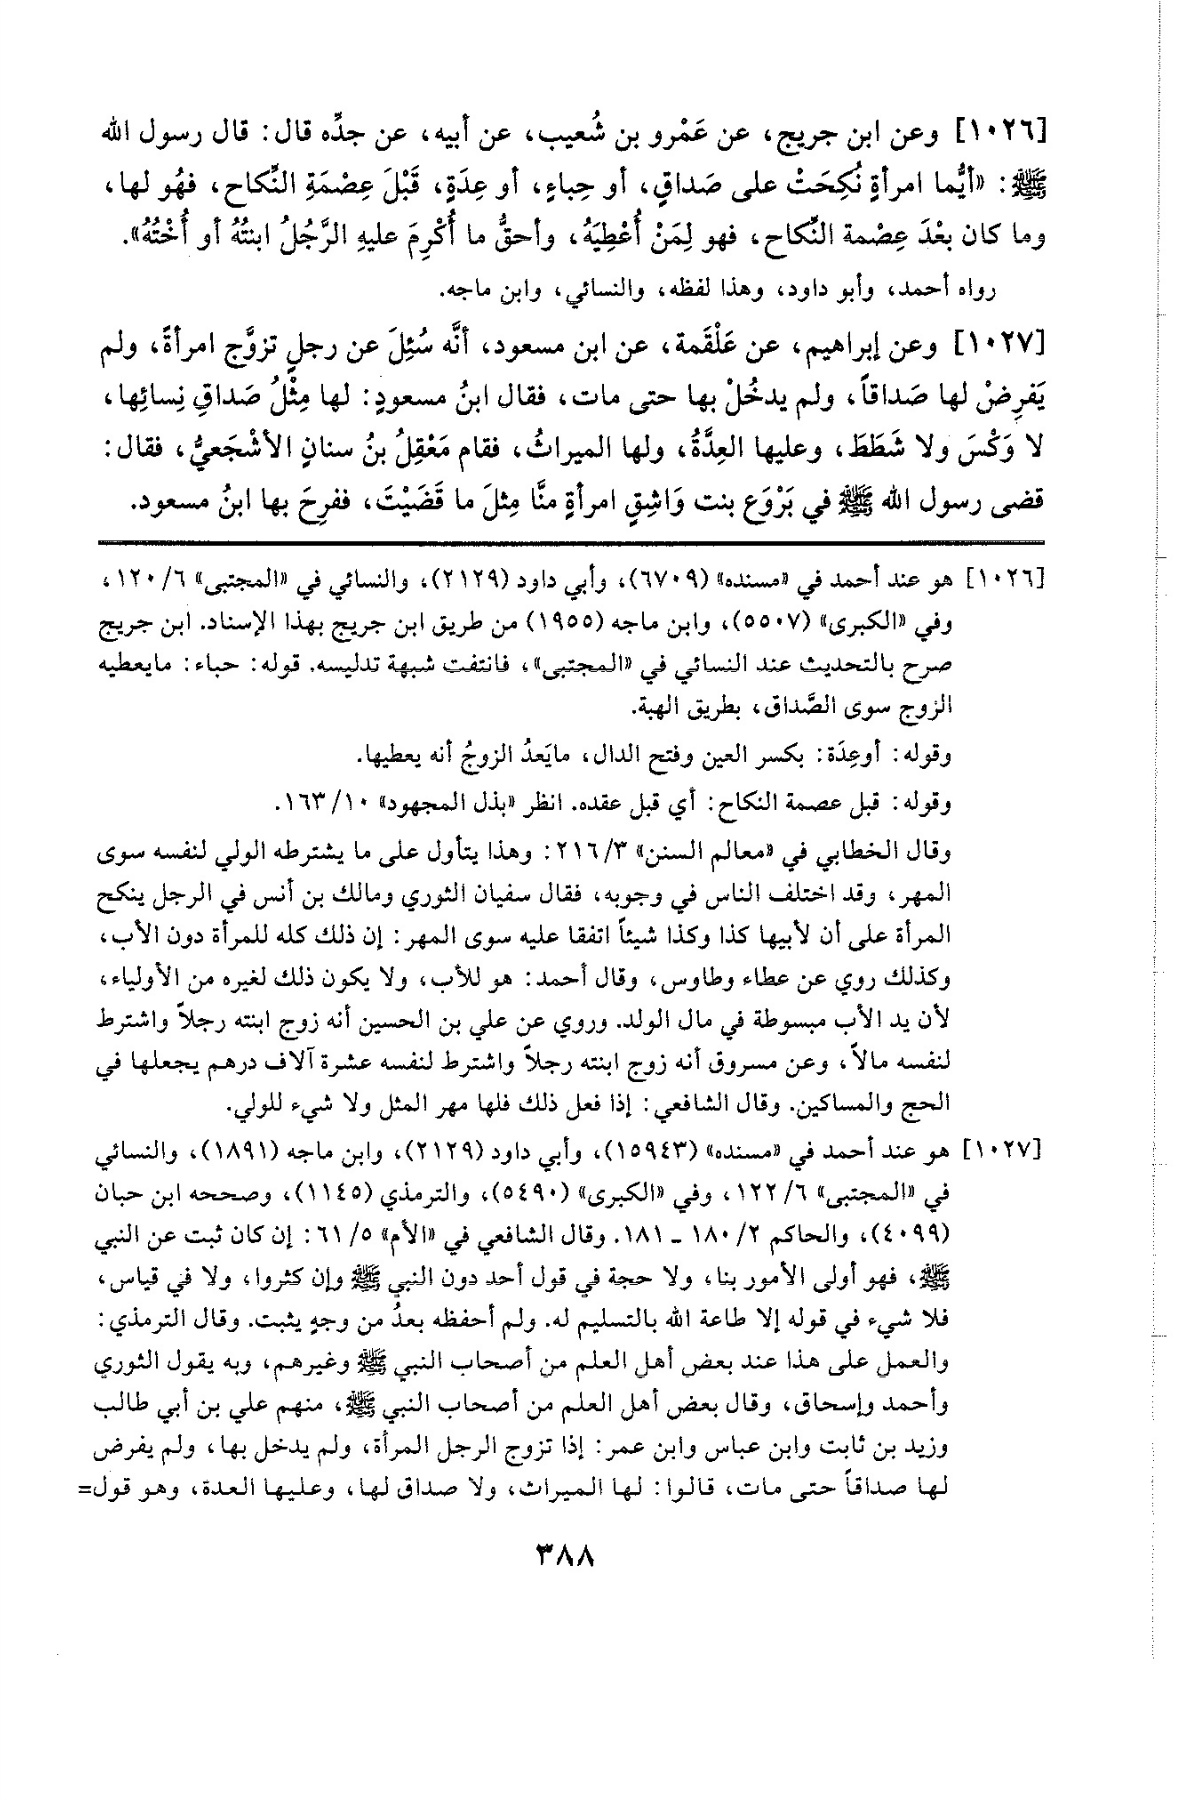 [١٠٢٦] وعن ابن جريج، عن عَمْرو بن شُعيب، عن أبيه، عن جدِّه قال: قال رسول الله
ﷺ: «أيُّما امرأةٍ نُكِحَتْ على صَداقٍ، أو حِباءٍ، أو عِدَةٍ، قَبْلَ عِصْمَةِ النِّكاح، فهُو لها،
وما كان بعْدَ عِصْمة النِّكاح، فهو لِمَنْ أُعْطِيَهُ، وأحقُّ ما أُكْرِمَ عليهِ الرَّجُلُ ابنتُهُ أو أُخْتُهُ».
رواه أحمد، وأبو داود، وهذا لفظه، والنسائي، وابن ماجه.
[١٠٢٧] وعن إبراهيم، عن عَلْقَمة، عن ابن مسعود، أنَّه سُئِلَ عن رجلٍ تزوَّج امرأةً، ولم
يَفرِضْ لها صَداقاً، ولم يدخُلْ بها حتى مات، فقال ابنُ مسعودٍ: لها مِثْلُ صَداقِ نِسائِها،
لا وَكْسَ ولا شَطَطَ، وعليها العِدَّةُ، ولها الميراثُ، فقام مَعْقِلُ بنُ سنانٍ الأشْجَعيُّ، فقال:
قضى رسول الله ﷺ في بَرْوَع بنت وَاشِقٍ امرأةٍ منَّا مِثلَ ما قَضَيْتَ، ففرِحَ بها ابنُ مسعود.
[١٠٢٦] هو عند أحمد في «مسنده» (٦٧٠٩)، وأبي داود (٢١٢٩)، والنسائي في «المجتبى» ٦/ ١٢٠،
وفي «الكبرى» (٥٥٠٧)، وابن ماجه (١٩٥٥) من طريق ابن جريج بهذا الإسناد. ابن جريج
صرح بالتحديث عند النسائي في «المجتبى»، فانتفت شبهة تدليسه. قوله: حباء: مايعطيه
الزوج سوى الصَّداق، بطريق الهبة.
وقوله: أوعِدَة: بكسر العين وفتح الدال، مايَعدُ الزوجُ أنه يعطيها.
وقوله: قبل عصمة النكاح: أي قبل عقده. انظر «بذل المجهود» ١٠/ ١٦٣.
وقال الخطابي في «معالم السنن» ٣/ ٢١٦: وهذا يتأول على ما يشترطه الولي لنفسه سوى
المهر، وقد اختلف الناس في وجوبه، فقال سفيان الثوري ومالك بن أنس في الرجل ينكح
المرأة على أن لأبيها كذا وكذا شيئاً اتفقا عليه سوى المهر: إن ذلك كله للمرأة دون الأب،
وكذلك روي عن عطاء وطاوس، وقال أحمد: هو للأب، ولا يكون ذلك لغيره من الأولياء،
لأن يد الأب مبسوطة في مال الولد. وروي عن علي بن الحسين أنه زوج ابنته رجلاً واشترط
لنفسه مالاً، وعن مسروق أنه زوج ابنته رجلاً واشترط لنفسه عشرة آلاف درهم يجعلها في
الحج والمساكين. وقال الشافعي: إذا فعل ذلك فلها مهر المثل ولا شيء للولي.
[١٠٢٧] هو عند أحمد في «مسنده» (١٥٩٤٣)، وأبي داود (٢١٢٩)، وابن ماجه (١٨٩١)، والنسائي
في «المجتبى» ٦/ ١٢٢، وفي «الكبرى» (٥٤٩٠)، والترمذي (١١٤٥)، وصححه ابن حبان
(٤٠٩٩)، والحاكم ٢/ ١٨٠ ـ ١٨١. وقال الشافعي في «الأم» ٥/ ٦١: إن كان ثبت عن النبي
ﷺ، فهو أولى الأمور بنا، ولا حجة في قول أحد دون النبي ﷺ وإن كثروا، ولا في قياس،
فلا شيء في قوله إلا طاعة الله بالتسليم له. ولم أحفظه بعدُ من وجهٍ يثبت. وقال الترمذي:
والعمل على هذا عند بعض أهل العلم من أصحاب النبي ﷺ وغيرهم، وبه يقول الثوري
وأحمد وإسحاق، وقال بعض أهل العلم من أصحاب النبي ﷺ، منهم علي بن أبي طالب
وزيد بن ثابت وابن عباس وابن عمر: إذا تزوج الرجل المرأة، ولم يدخل بها، ولم يفرض
لها صداقاً حتى مات، قالوا: لها الميراث، ولا صداق لها، وعليها العدة، وهو قول=
٣٨٨